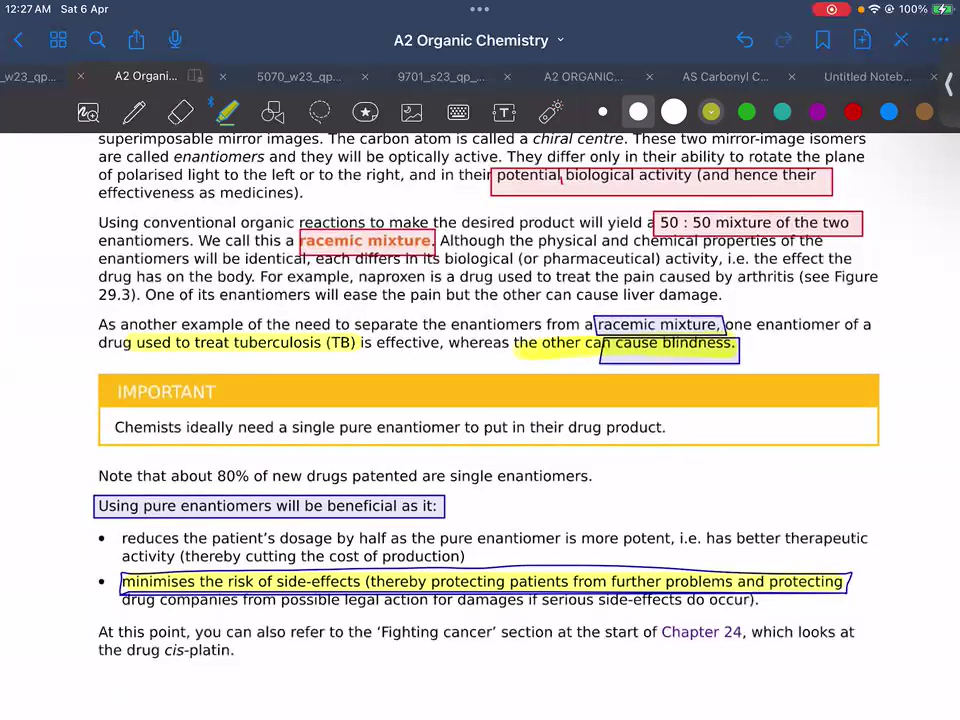 12:27 AM Sat 6 Apr
100%
A2 Organic Chemistry
_w23_qp...
A2 Organi...
5070_w23_qp...
9701_s23_qp_...
A2 ORGANIC...
AS Carbonyl C...
Untitled Noteb...
superimposable mirror images. The carbon atom is called a chiral centre. These two mirror-image isomers
are called enantiomers and they will be optically active. They differ only in their ability to rotate the plane
of polarised light to the left or to the right, and in their potential biological activity (and hence their
effectiveness as medicines).
Using conventional organic reactions to make the desired product will yield a 50 : 50 mixture of the two
enantiomers. We call this a racemic mixture. Although the physical and chemical properties of the
enantiomers will be identical, each differs in its biological (or pharmaceutical) activity, i.e. the effect the
drug has on the body. For example, naproxen is a drug used to treat the pain caused by arthritis (see Figure
29.3). One of its enantiomers will ease the pain but the other can cause liver damage.
As another example of the need to separate the enantiomers from a racemic mixture, one enantiomer of a
drug used to treat tuberculosis (TB) is effective, whereas the other can cause blindness.
IMPORTANT
Chemists ideally need a single pure enantiomer to put in their drug product.
Note that about 80% of new drugs patented are single enantiomers.
Using pure enantiomers will be beneficial as it:
• reduces the patient's dosage by half as the pure enantiomer is more potent, i.e. has better therapeutic
activity (thereby cutting the cost of production)
• minimises the risk of side-effects (thereby protecting patients from further problems and protecting
drug companies from possible legal action for damages if serious side-effects do occur).
At this point, you can also refer to the 'Fighting cancer' section at the start of Chapter 24, which looks at
the drug cis-platin.